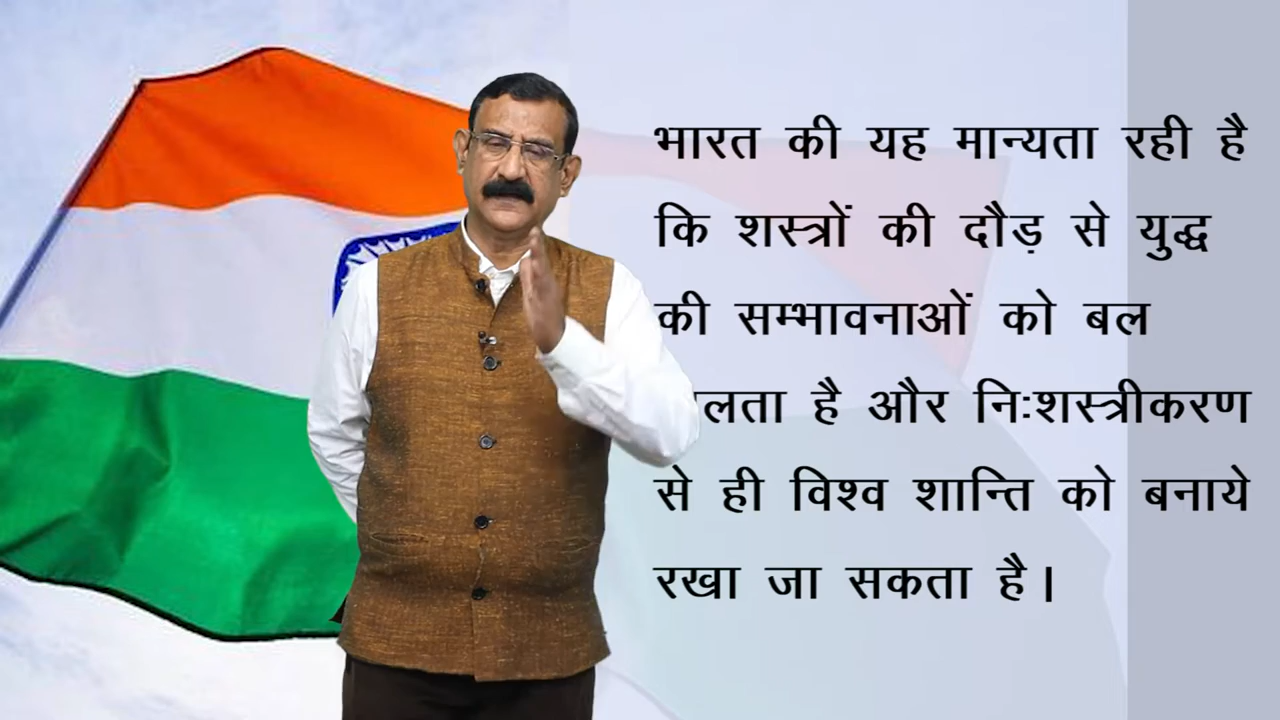 भारत की यह मान्यता रही है
कि शस्त्रों की दौड़ से युद्ध
की सम्भावनाओं को बल
है और निःशस्त्रीकरण
से ही विश्व शान्ति को बनाये
रखा जा सकता है।